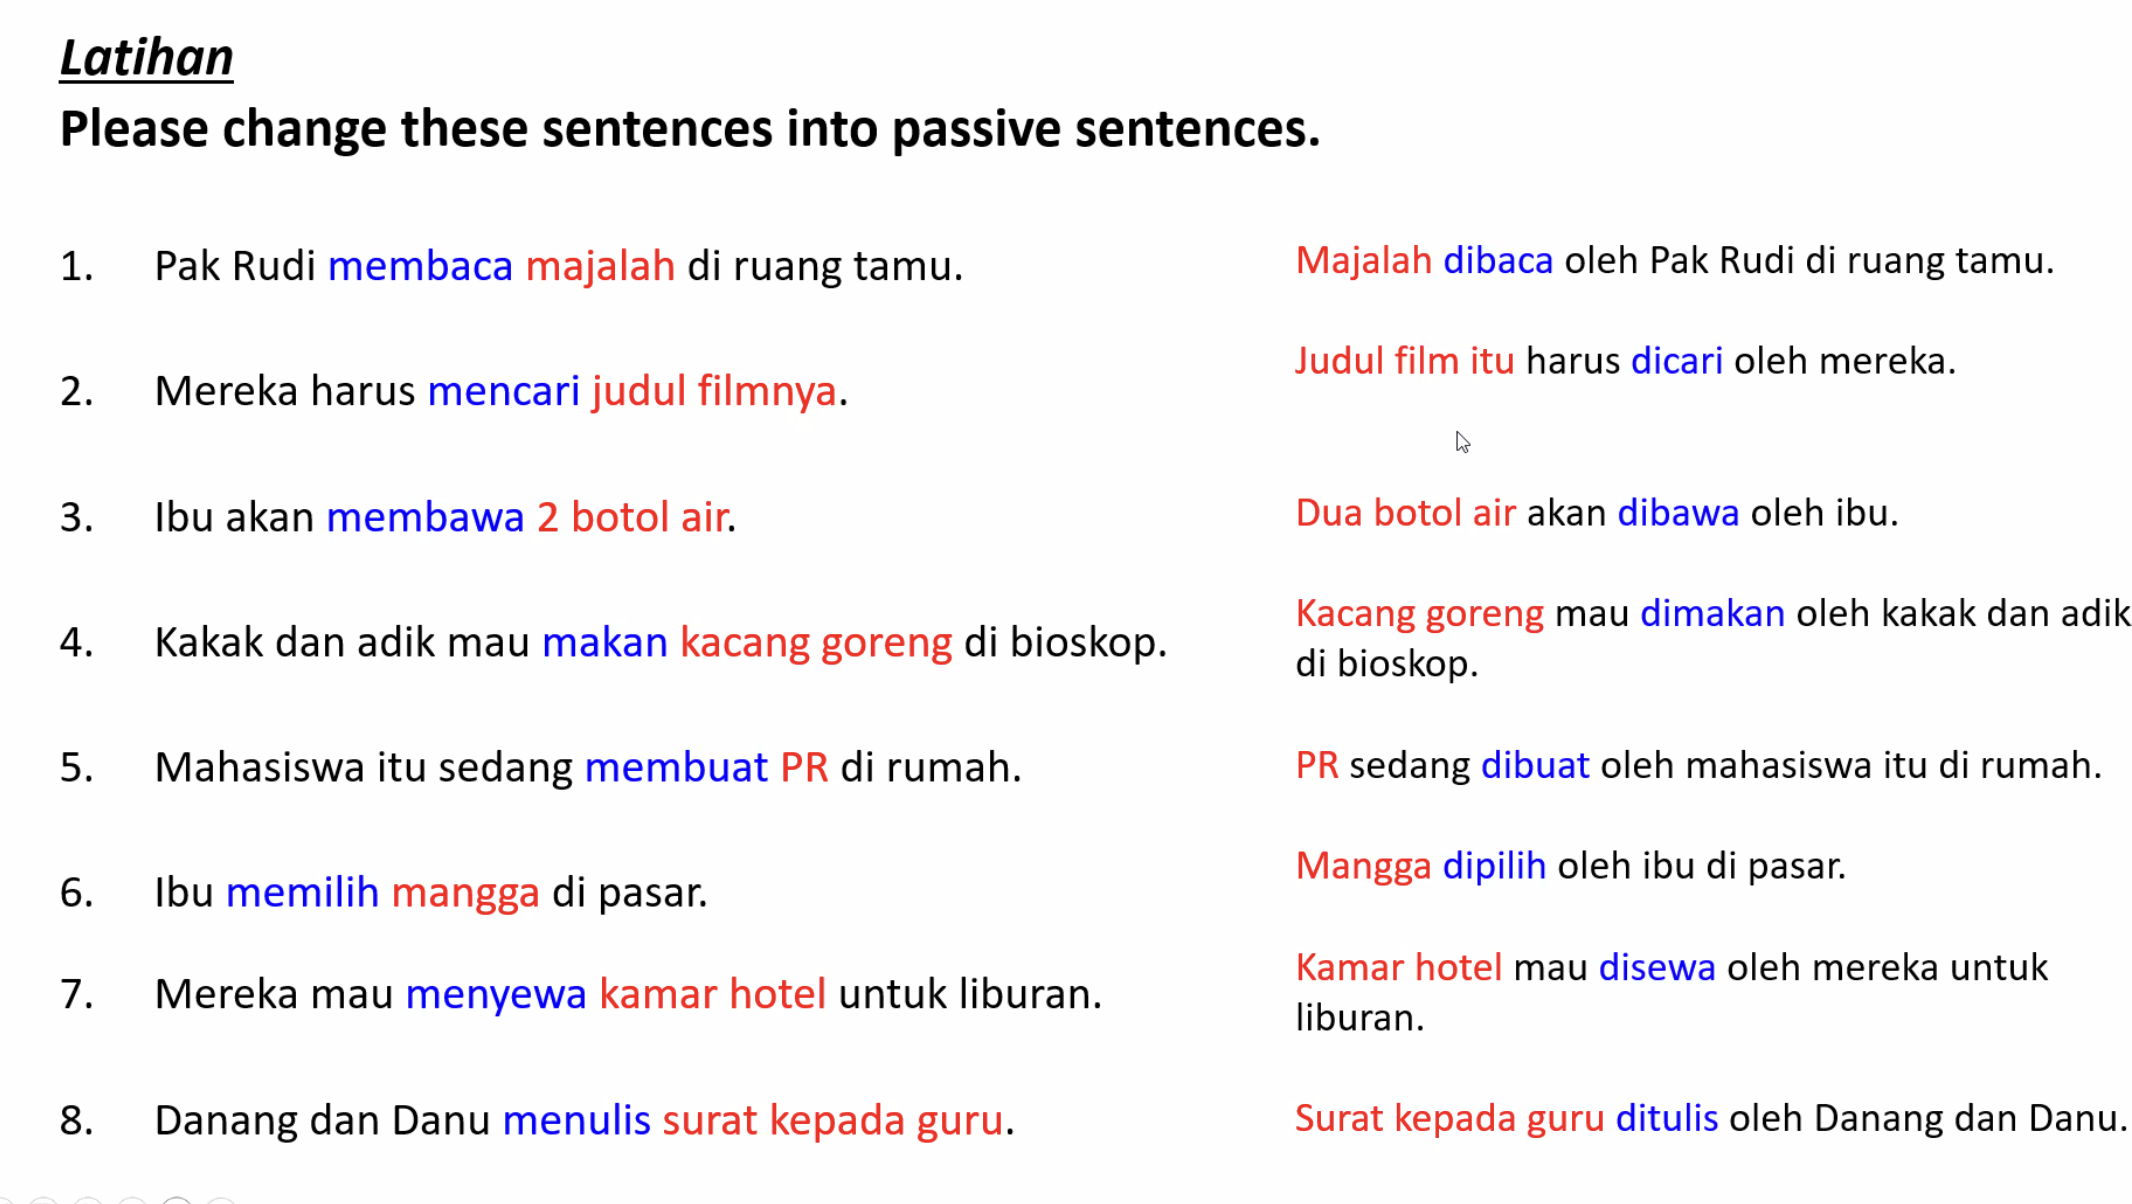 Latihan
Please change these sentences into passive sentences.
1. Pak Rudi membaca majalah di ruang tamu.
Majalah dibaca oleh Pak Rudi di ruang tamu.
2. Mereka harus mencari judul filmnya.
Judul film itu harus dicari oleh mereka.
3. Ibu akan membawa 2 botol air.
Dua botol air akan dibawa oleh ibu.
4. Kakak dan adik mau makan kacang goreng di bioskop.
Kacang goreng mau dimakan oleh kakak dan adik
di bioskop.
5. Mahasiswa itu sedang membuat PR di rumah.
PR sedang dibuat oleh mahasiswa itu di rumah.
6. Ibu memilih mangga di pasar.
Mangga dipilih oleh ibu di pasar.
7. Mereka mau menyewa kamar hotel untuk liburan.
Kamar hotel mau disewa oleh mereka untuk
liburan.
8. Danang dan Danu menulis surat kepada guru.
Surat kepada guru ditulis oleh Danang dan Danu.